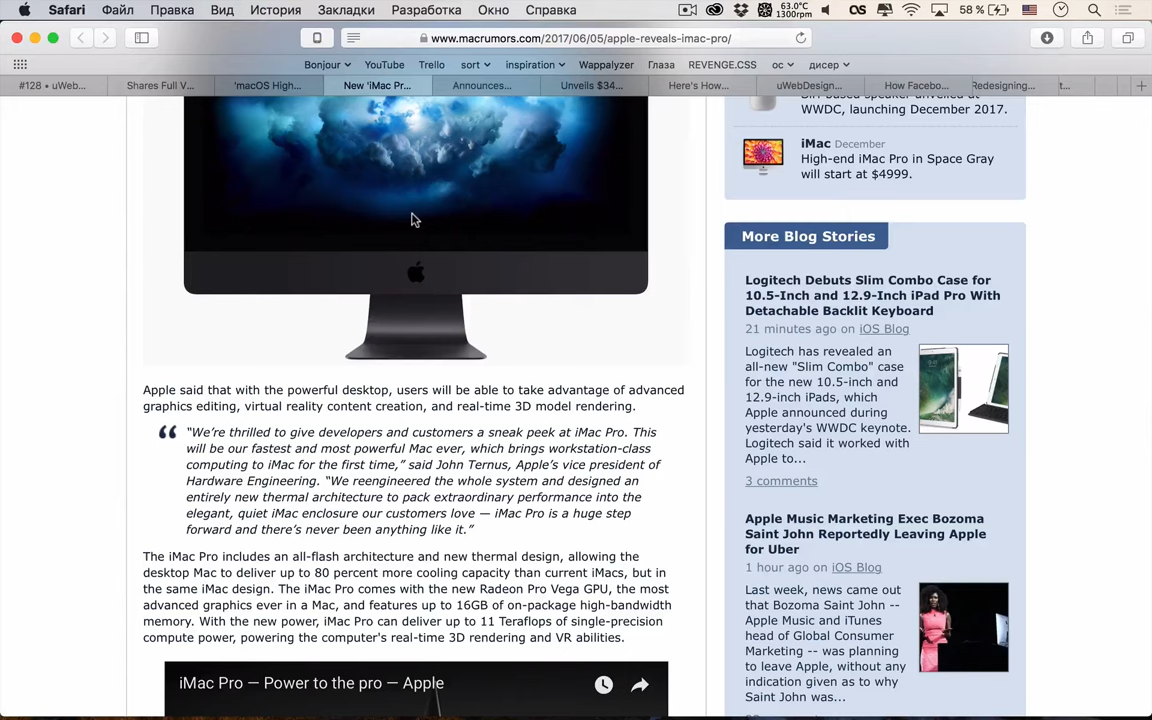 Safari Файл Правка Вид История Закладки Разработка Окно Справка 63.0°C 1300rpm 58 %
www.macrumors.com/2017/06/05/apple-reveals-imac-pro/
Bonjour YouTube Trello sort inspiration Wappalyzer Глаза REVENGE.CSS ос дисер
#128 • uWeb... Shares Full V... 'macOS High... New 'iMac Pr... Announces... Unveils $34... Here's How... uWebDesign... How Facebo... Redesigning... t...
WWDC, launching December 2017.
iMac December
High-end iMac Pro in Space Gray
will start at $4999.
Apple said that with the powerful desktop, users will be able to take advantage of advanced
graphics editing, virtual reality content creation, and real-time 3D model rendering.
“We’re thrilled to give developers and customers a sneak peek at iMac Pro. This
will be our fastest and most powerful Mac ever, which brings workstation-class
computing to iMac for the first time,” said John Ternus, Apple’s vice president of
Hardware Engineering. “We reengineered the whole system and designed an
entirely new thermal architecture to pack extraordinary performance into the
elegant, quiet iMac enclosure our customers love — iMac Pro is a huge step
forward and there’s never been anything like it.”
The iMac Pro includes an all-flash architecture and new thermal design, allowing the
desktop Mac to deliver up to 80 percent more cooling capacity than current iMacs, but in
the same iMac design. The iMac Pro comes with the new Radeon Pro Vega GPU, the most
advanced graphics ever in a Mac, and features up to 16GB of on-package high-bandwidth
memory. With the new power, iMac Pro can deliver up to 11 Teraflops of single-precision
compute power, powering the computer's real-time 3D rendering and VR abilities.
iMac Pro — Power to the pro — Apple
More Blog Stories
Logitech Debuts Slim Combo Case for
10.5-Inch and 12.9-Inch iPad Pro With
Detachable Backlit Keyboard
21 minutes ago on iOS Blog
Logitech has revealed an
all-new "Slim Combo" case
for the new 10.5-inch and
12.9-inch iPads, which
Apple announced during
yesterday's WWDC keynote.
Logitech said it worked with
Apple to...
3 comments
Apple Music Marketing Exec Bozoma
Saint John Reportedly Leaving Apple
for Uber
1 hour ago on iOS Blog
Last week, news came out
that Bozoma Saint John --
Apple Music and iTunes
head of Global Consumer
Marketing -- was planning
to leave Apple, without any
indication given as to why
Saint John was...